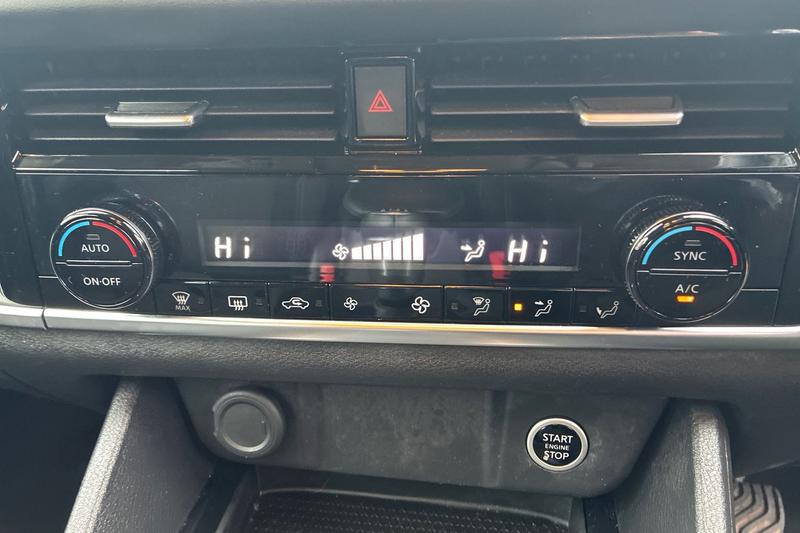 Hi
Hi
AUTO
ON·OFF
SYNC
A/C
MAX
START
ENGINE
STOP